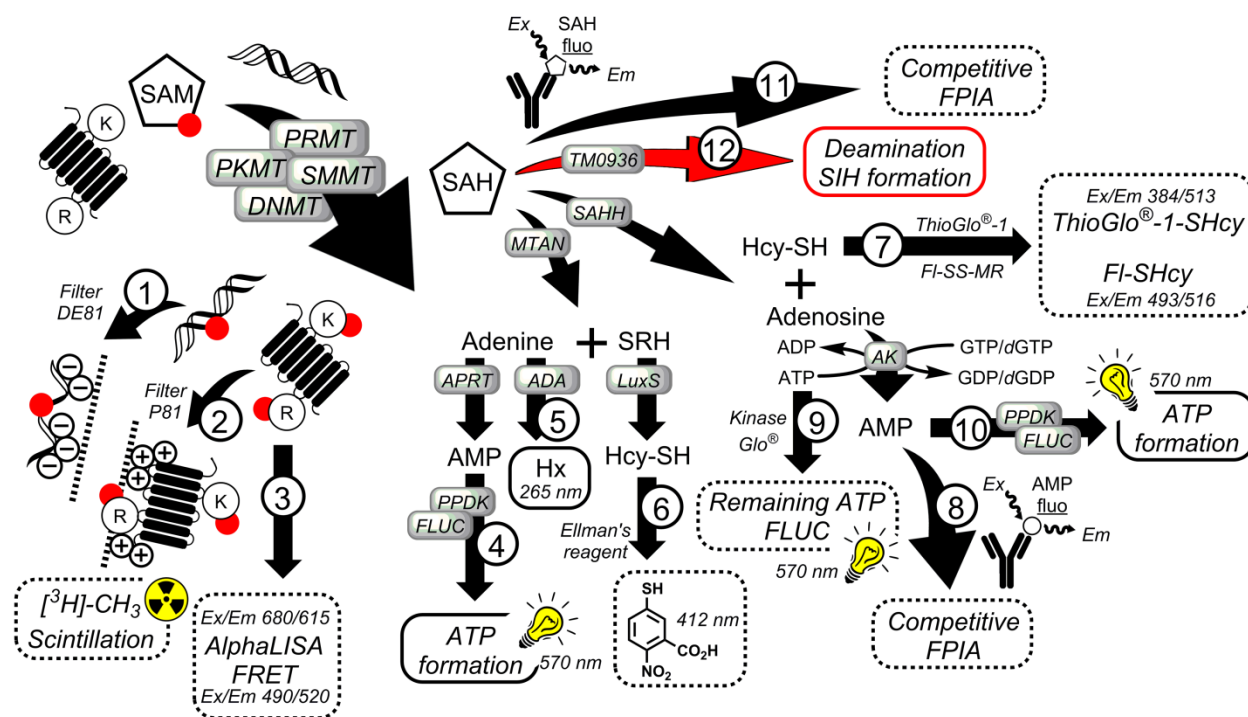 SAM
K
R
PRMT
PKMT
SMMT
DNMT
Ex
SAH
fluo
Em
SAH
11
Competitive
FPIA
TM0936
12
Deamination
SIH formation
SAHH
MTAN
Hcy-SH
7
ThioGlo®-1
Fl-SS-MR
Ex/Em 384/513
ThioGlo®-1-SHcy
Fl-SHcy
Ex/Em 493/516
+
Adenosine
ADP
ATP
AK
GTP/dGTP
GDP/dGDP
Filter
DE81
1
K
R
Filter
P81
2
3
R
K
[³H]-CH₃
Scintillation
Ex/Em 680/615
AlphaLISA
FRET
Ex/Em 490/520
Adenine + SRH
APRT
ADA
LuxS
5
AMP
Hx
265 nm
Hcy-SH
PPDK
FLUC
4
ATP
formation
570 nm
Ellman's
reagent
6
SH
412 nm
CO₂H
NO₂
Kinase
Glo®
9
AMP
10
PPDK
FLUC
570 nm
ATP
formation
Remaining ATP
FLUC
570 nm
8
Ex
AMP
fluo
Em
Competitive
FPIA